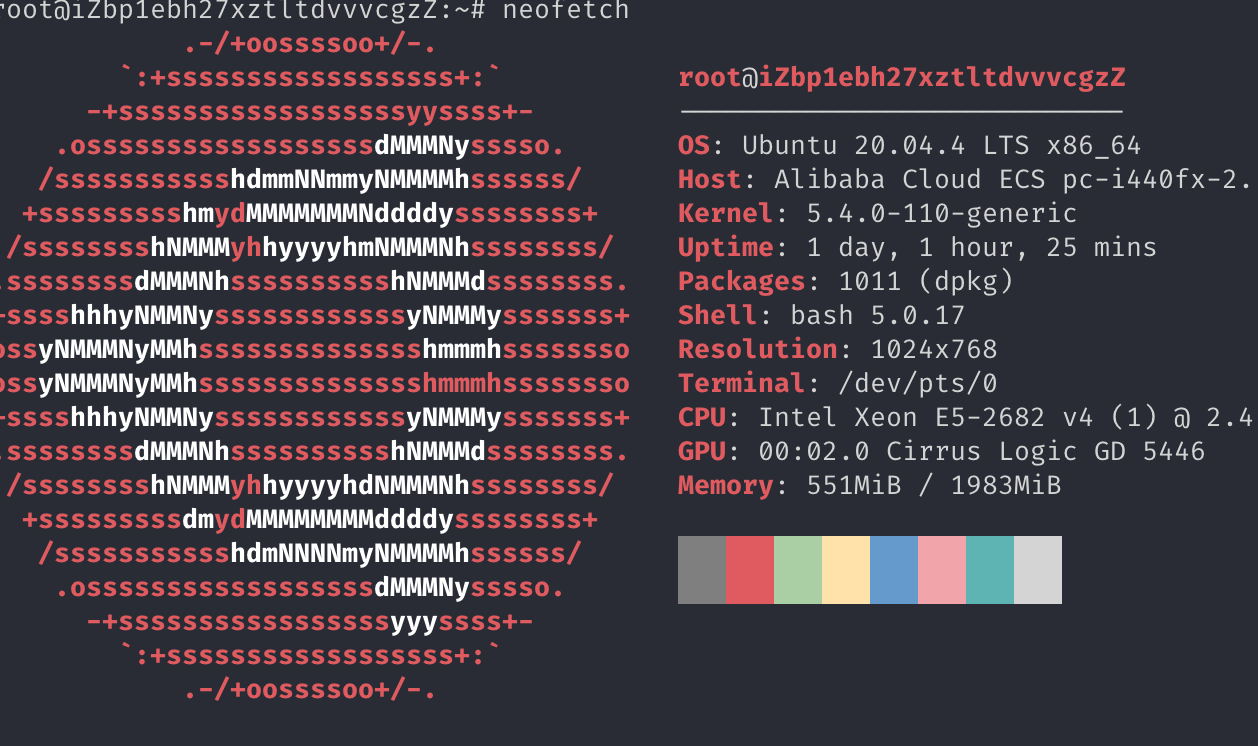 root@iZbp1ebh27xztltdvvvcgzZ:~# neofetch
.-/+oossssoo+/-.
`:+ssssssssssssssssss+:`
-+ssssssssssssssssssyyssss+-
.ossssssssssssssssssdMMMNysssso.
/ssssssssssshdmmNNmmyNMMMMhssssss/
+ssssssssshmydMMMMMMMNddddyssssssss+
/sssssssshNMMMyhhyyyyhmNMMMNhssssssss/
.ssssssssdMMMNhsssssssssshNMMMdssssssss.
+sssshhhyNMMNyssssssssssssyNMMMysssssss+
ossyNMMMNyMMhsssssssssssssshmmmhssssssso
ossyNMMMNyMMhsssssssssssssshmmmhssssssso
+sssshhhyNMMNyssssssssssssyNMMMysssssss+
.ssssssssdMMMNhsssssssssshNMMMdssssssss.
/sssssssshNMMMyhhyyyyhdNMMMNhssssssss/
+sssssssssdmydMMMMMMMMddddyssssssss+
/ssssssssssshdmNNNNmyNMMMMhssssss/
.ossssssssssssssssssdMMMNysssso.
-+sssssssssssssssssyyyssss+-
`:+ssssssssssssssssss+:`
.-/+oossssoo+/-.
root@iZbp1ebh27xztltdvvvcgzZ
OS: Ubuntu 20.04.4 LTS x86_64
Host: Alibaba Cloud ECS pc-i440fx-2.
Kernel: 5.4.0-110-generic
Uptime: 1 day, 1 hour, 25 mins
Packages: 1011 (dpkg)
Shell: bash 5.0.17
Resolution: 1024x768
Terminal: /dev/pts/0
CPU: Intel Xeon E5-2682 v4 (1) @ 2.4
GPU: 00:02.0 Cirrus Logic GD 5446
Memory: 551MiB / 1983MiB